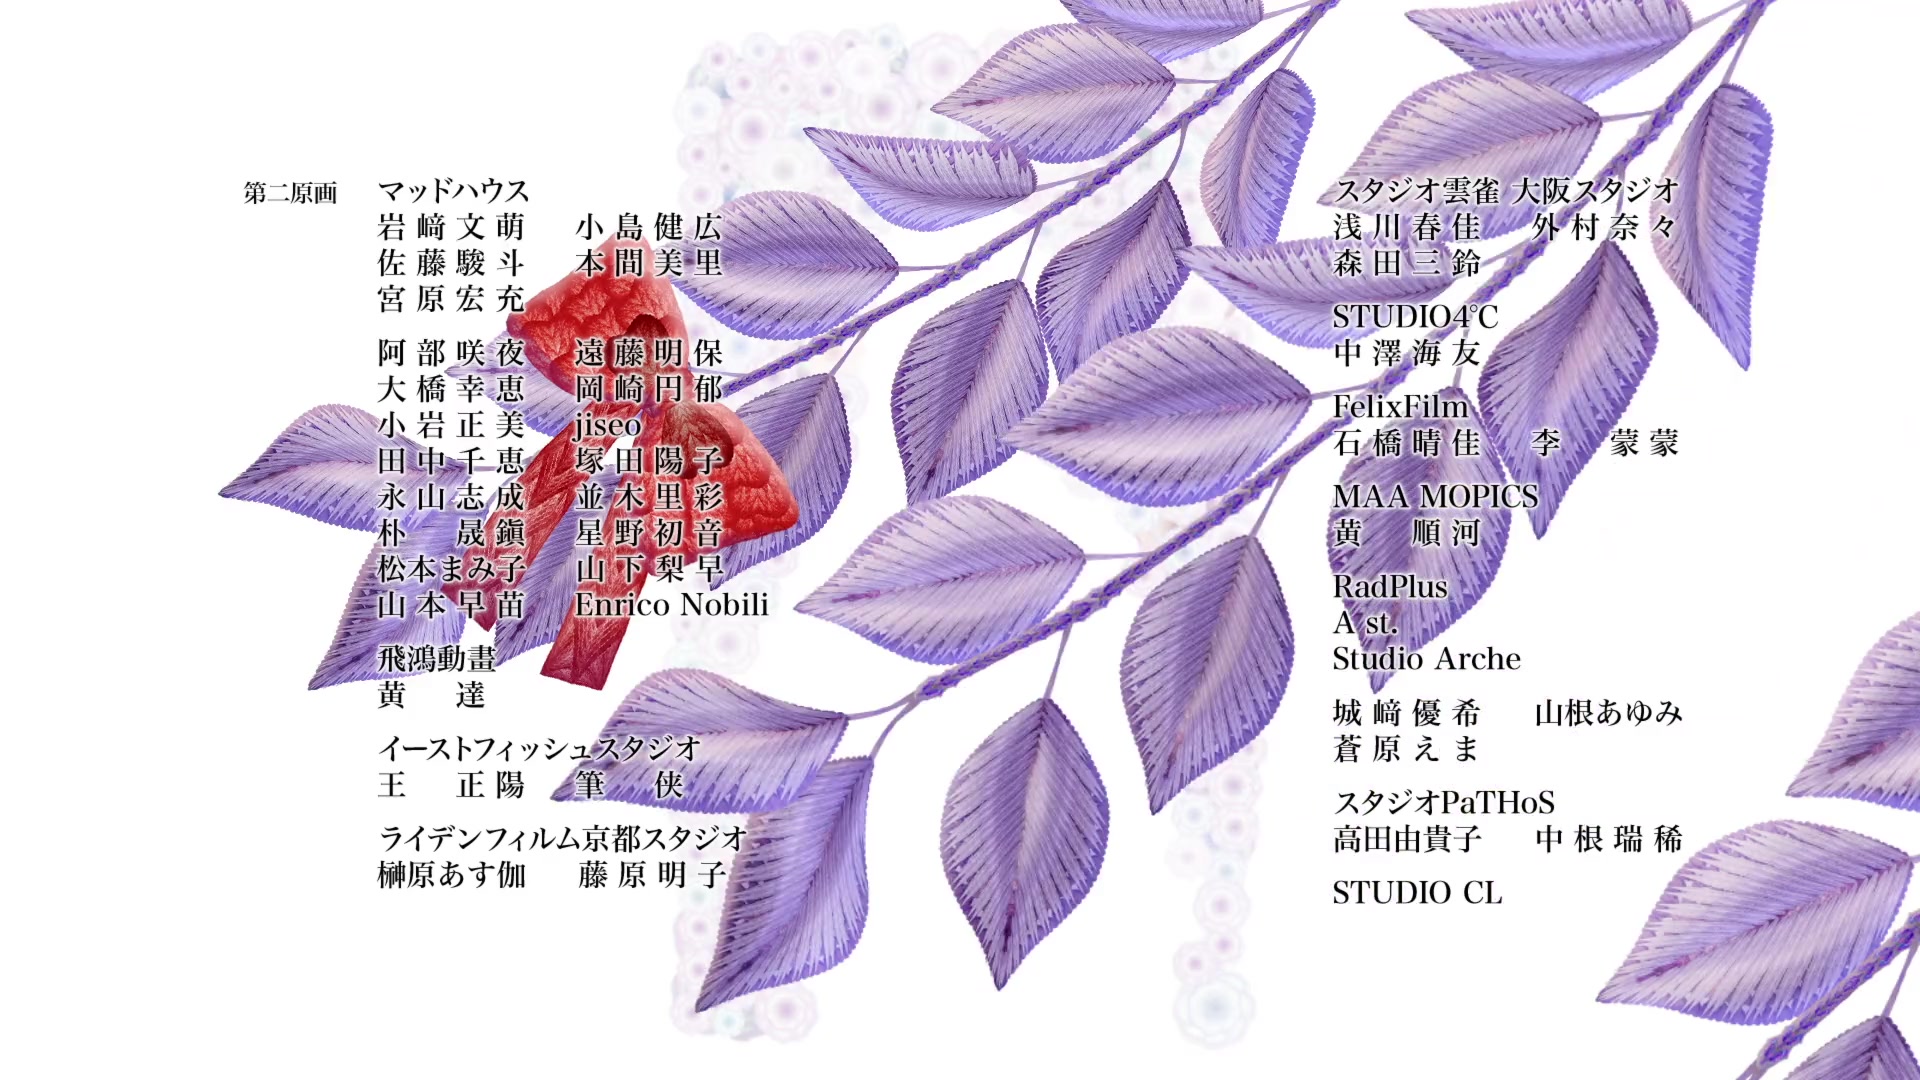 第二原画 マッドハウス
岩﨑文萌 小島健広
佐藤駿斗 本間美里
宮原宏充
阿部咲夜 遠藤明保
大橋幸恵 岡崎円郁
小岩正美 jiseo
田中千恵 塚田陽子
永山志成 並木里彩
朴晟鎭 星野初音
松本まみ子 山下梨早
山本早苗 Enrico Nobili
飛鴻動畫
黄達
イーストフィッシュスタジオ
王正陽 筆侠
ライデンフィルム京都スタジオ
榊原あす伽 藤原明子
スタジオ雲雀 大阪スタジオ
浅川春佳 外村奈々
森田三鈴
STUDIO4℃
中澤海友
FelixFilm
石橋晴佳 李蒙蒙
MAA MOPICS
黄順河
RadPlus
A st.
Studio Arche
城﨑優希 山根あゆみ
蒼原えま
スタジオPaTHoS
高田由貴子 中根瑞稀
STUDIO CL